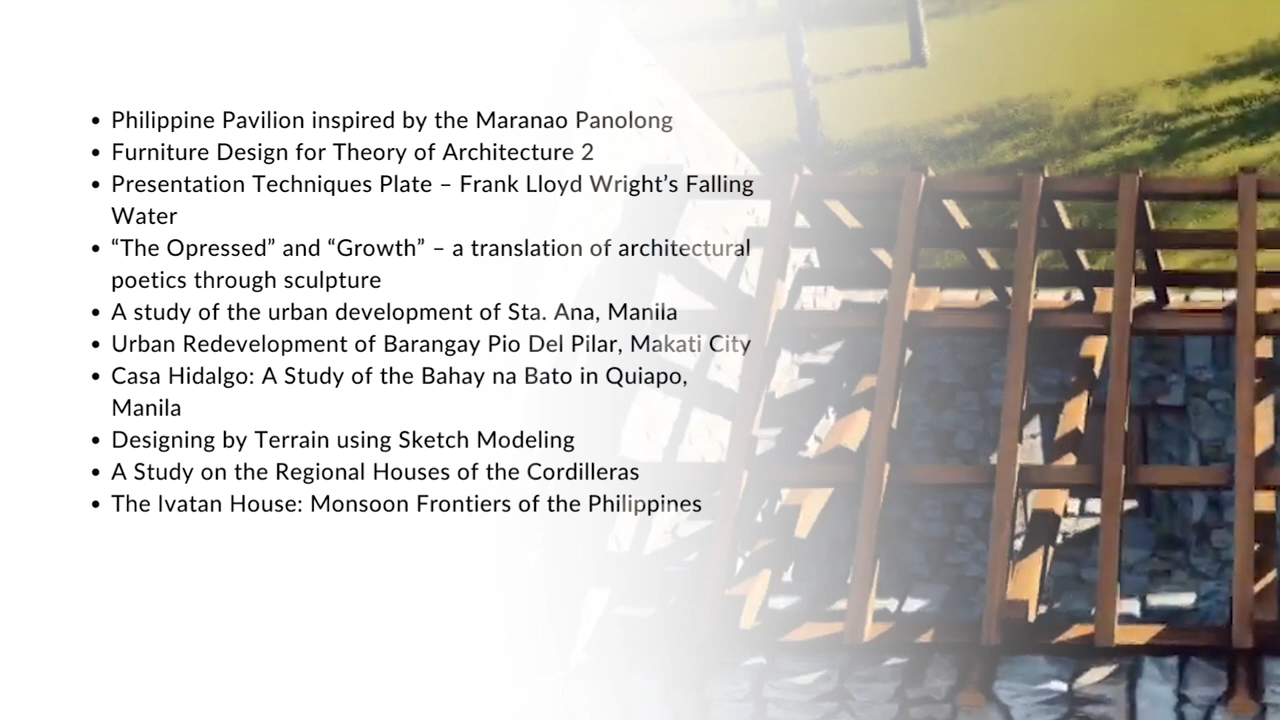 • Philippine Pavilion inspired by the Maranao Panolong
• Furniture Design for Theory of Architecture 2
• Presentation Techniques Plate – Frank Lloyd Wright’s Falling
Water
• “The Opressed” and “Growth” – a translation of architectural
poetics through sculpture
• A study of the urban development of Sta. Ana, Manila
• Urban Redevelopment of Barangay Pio Del Pilar, Makati City
• Casa Hidalgo: A Study of the Bahay na Bato in Quiapo,
Manila
• Designing by Terrain using Sketch Modeling
• A Study on the Regional Houses of the Cordilleras
• The Ivatan House: Monsoon Frontiers of the Philippines